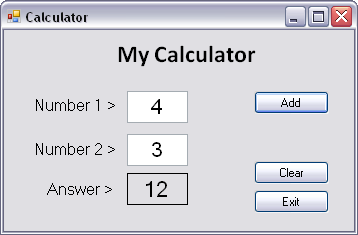 Calculator
My Calculator
Number 1 > 4 Add
Number 2 > 3
Clear
Answer > 12
Exit